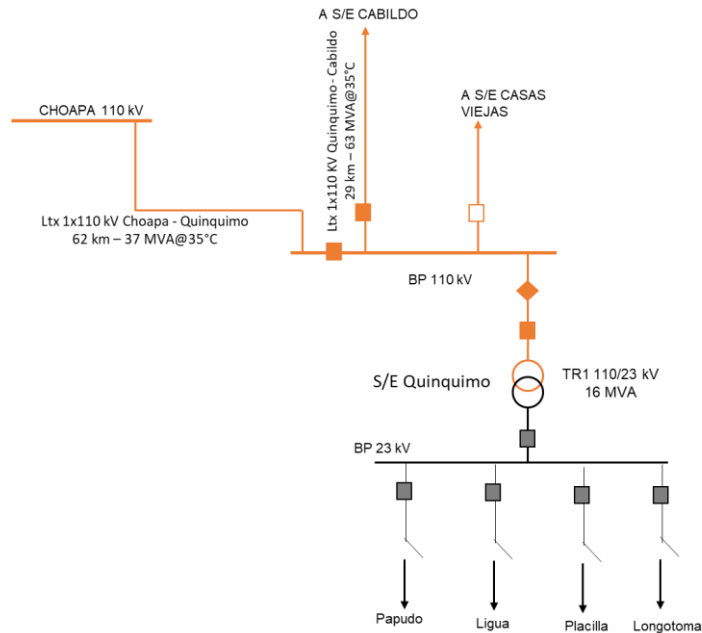 A S/E CABILDO
Ltx 1x110 KV Quinquimo - Cabildo
29 km – 63 MVA@35°C
A S/E CASAS
VIEJAS
CHOAPA 110 kV
Ltx 1x110 kV Choapa - Quinquimo
62 km – 37 MVA@35°C
BP 110 kV
S/E Quinquimo
TR1 110/23 kV
16 MVA
BP 23 kV
Papudo
Ligua
Placilla
Longotoma